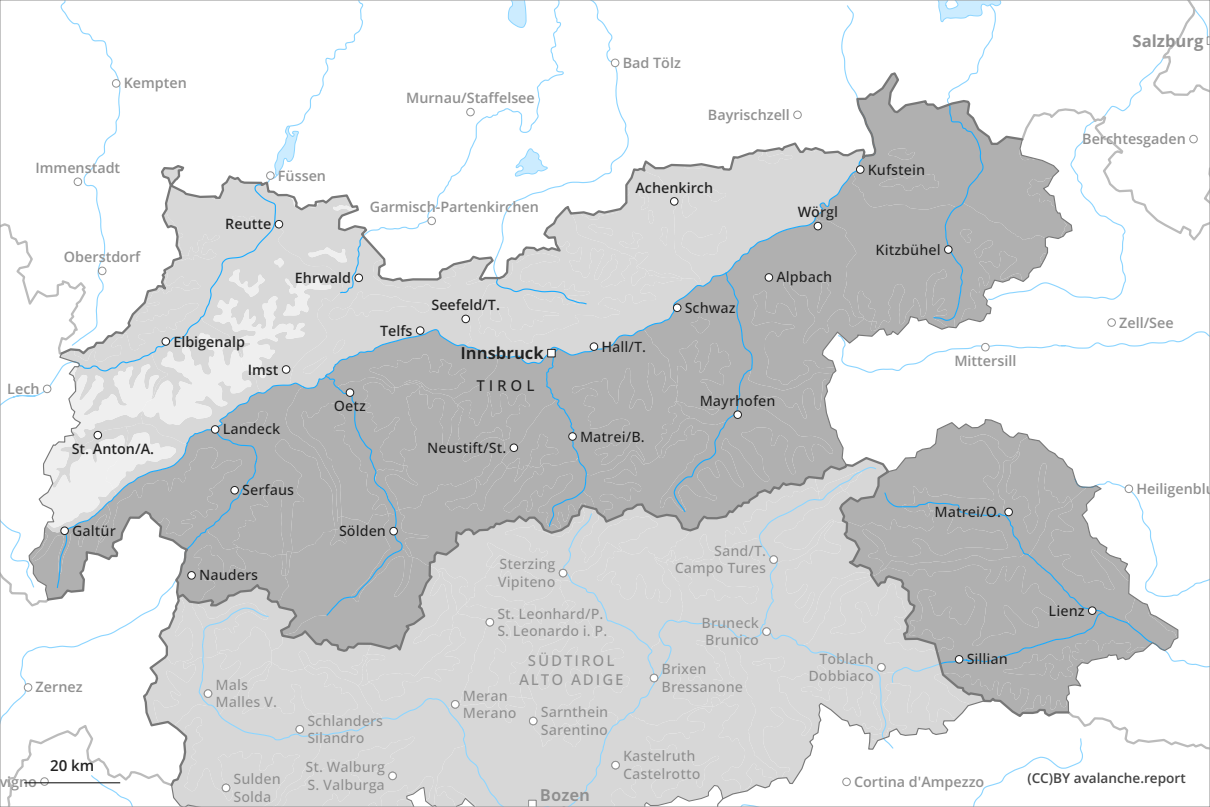 Salzburg
Bad Tölz
Kempten
Murnau/Staffelsee
Bayrischzell
Berchtesgaden
Immenstadt
Füssen
Kufstein
Achenkirch
Garmisch-Partenkirchen
Wörgl
Reutte
Kitzbühel
Oberstdorf
Ehrwald
Alpbach
Seefeld/T.
Schwaz
Zell/See
Telfs
Elbigenalp
Innsbruck
Hall/T.
Mittersill
Imst
TIROL
Lech
Oetz
Mayrhofen
Landeck
Matrei/B.
St. Anton/A.
Neustift/St.
Serfaus
Heiligenblu
Matrei/O.
Galtür
Sölden
Sand/T.
Campo Tures
Sterzing
Vipiteno
Nauders
Lienz
St. Leonhard/P.
S. Leonardo i. P.
Bruneck
Brunico
Sillian
SÜDTIROL
ALTO ADIGE
Toblach
Dobbiaco
Brixen
Bressanone
Zernez
Mals
Malles V.
Meran
Merano
Sarnthein
Sarentino
Schlanders
Silandro
Kastelruth
Castelrotto
20 km
St. Walburg
S. Valburga
vigno
Sulden
Solda
Cortina d'Ampezzo
(CC)BY avalanche.report
Bozen